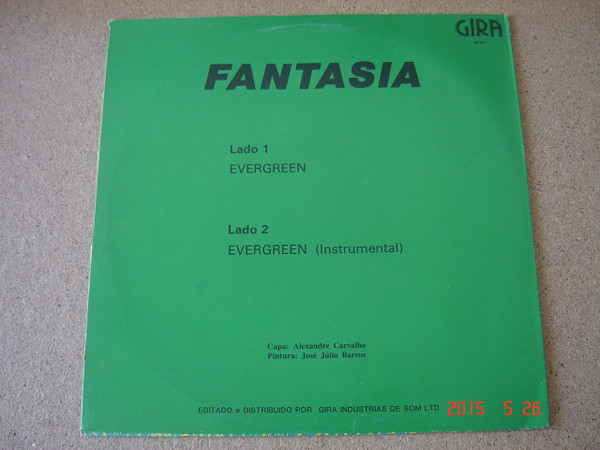 GIRA
FANTASIA
Lado 1
EVERGREEN
Lado 2
EVERGREEN (Instrumental)
Capa: Alexandre Carvalho
Pintura: José Júlio Barros
EDITADO e DISTRIBUIDO POR GIRA INDUSTRIAS DE SOM LTD
2015 5 26